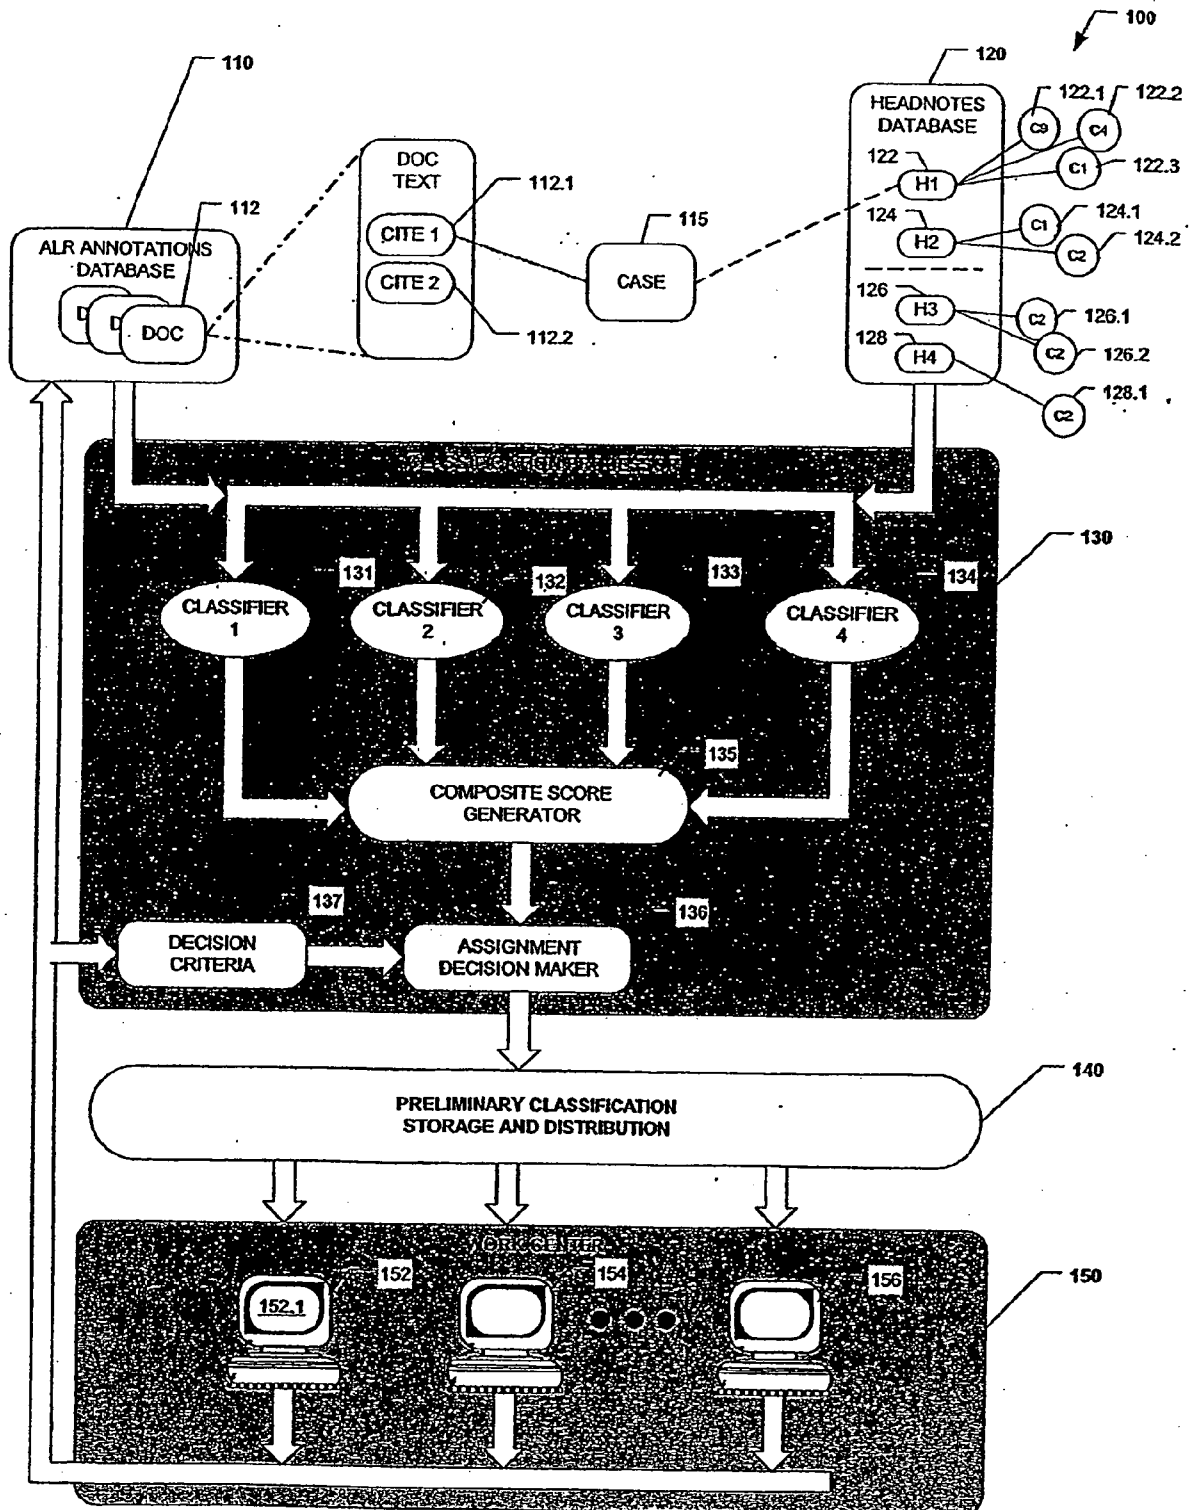 100
110
120
122.1
122.2
HEADNOTES
DATABASE
C9
C4
DOC
TEXT
122
C1
122.3
H1
112.1
112
115
124
C1
124.1
CITE 1
H2
C2
124.2
ALR ANNOTATIONS
DATABASE
CITE 2
CASE
126
H3
C2
126.1
D
D
DOC
112.2
128
H4
C2
126.2
128.1
C2
130
131
132
133
134
CLASSIFIER
1
CLASSIFIER
2
CLASSIFIER
3
CLASSIFIER
4
135
COMPOSITE SCORE
GENERATOR
137
136
DECISION
CRITERIA
ASSIGNMENT
DECISION MAKER
140
PRELIMINARY CLASSIFICATION
STORAGE AND DISTRIBUTION
152
154
156
150
152.1